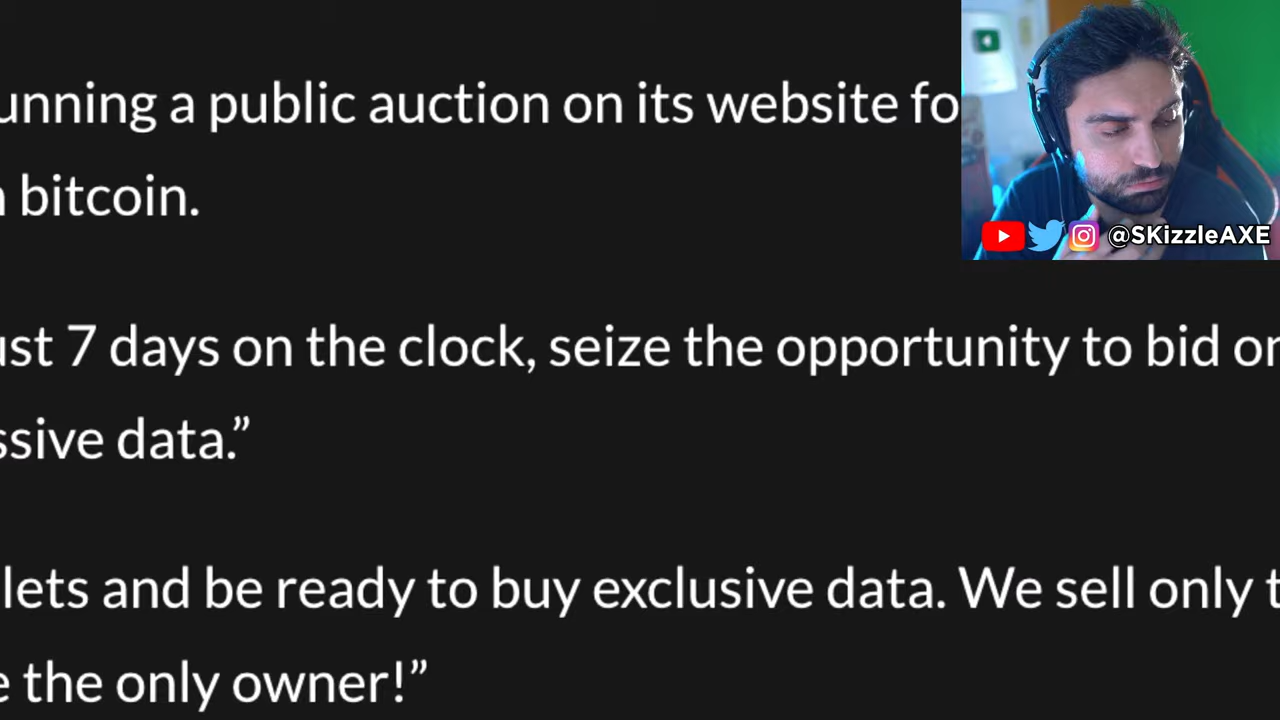 unning a public auction on its website fo
bitcoin.
@SKizzleAXE
ust 7 days on the clock, seize the opportunity to bid or
ssive data.”
lets and be ready to buy exclusive data. We sell only t
e the only owner!”